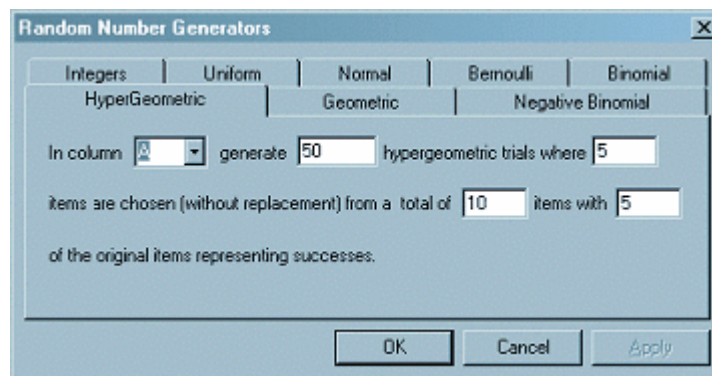 Random Number Generators
Integers Uniform Normal Bernoulli Binomial
HyperGeometric Geometric Negative Binomial
In column generate 50 hypergeometric trials where 5
items are chosen (without replacement) from a total of 10 items with 5
of the original items representing successes.
OK Cancel Apply